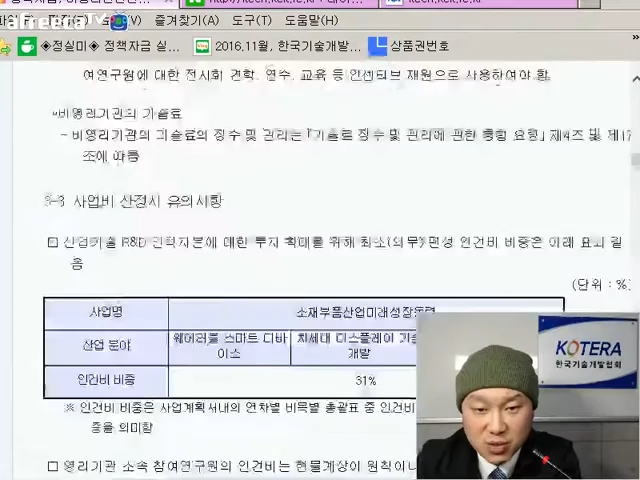 afreecaTV
즐겨찾기(A) 도구(T) 도움말(H)
◈정실미◈ 정책자금 실...
2016,11월, 한국기술개발...
상품권번호
여연구원에 대한 전시회 견학, 연수, 교육 등 인센티브 재원으로 사용하여야 함
비영리기관의 기술료
- 비영리기관의 기술료의 징수 및 관리는 「기술료 징수 및 관리에 관한 통합 요령」 제4조 및 제17
조에 따름
3-3 사업비 산정시 유의사항
□ 산업기술 R&D 인적자본에 대한 투자 확대를 위해 최소(의무)편성 인건비 비중은 아래 표와 같
음
(단위 : %)
사업명
소재부품산업미래성장동력
산업 분야
웨어러블 스마트 디바
이스
차세대 디스플레이
개발
인건비 비중
31%
※ 인건비 비중은 사업계획서내의 연차별 비목별 총괄표 중 인건비
중을 의미함
□ 영리기관 소속 참여연구원의 인건비는 현물계상이 원칙이나
KOTERA
한국기술개발협회